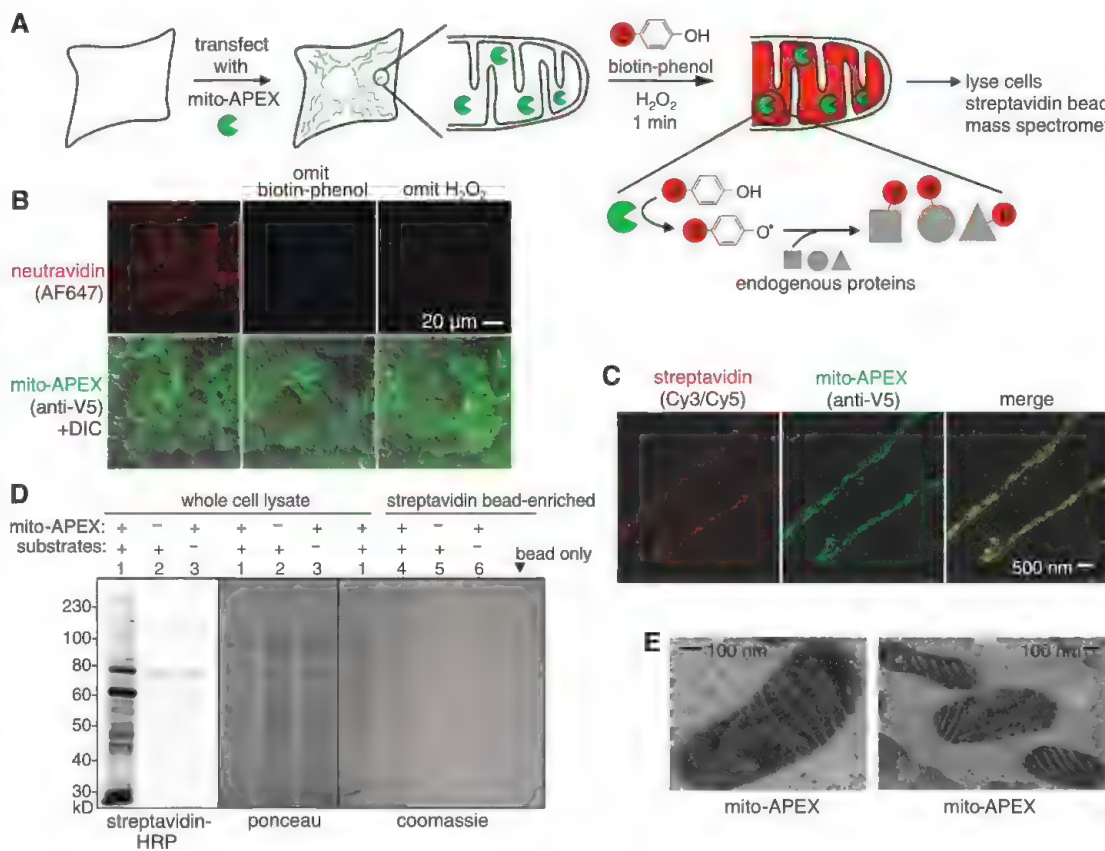 A
transfect
with
mito-APEX
OH
biotin-phenol
H₂O₂
1 min
lyse cells
streptavidin bead
mass spectromet
OH
O•
endogenous proteins
B
omit
biotin-phenol
omit H₂O₂
neutravidin
(AF647)
20 μm
mito-APEX
(anti-V5)
+DIC
C
streptavidin
(Cy3/Cy5)
mito-APEX
(anti-V5)
merge
500 nm
D
whole cell lysate
streptavidin bead-enriched
mito-APEX: + − + + − + + + − +
substrates: + + − + + − + + + −
bead only
1 2 3 1 2 3 1 4 5 6
230
100
80
60
50
40
30
kD
streptavidin-
HRP
ponceau
coomassie
E
100 nm
100 nm
mito-APEX
mito-APEX